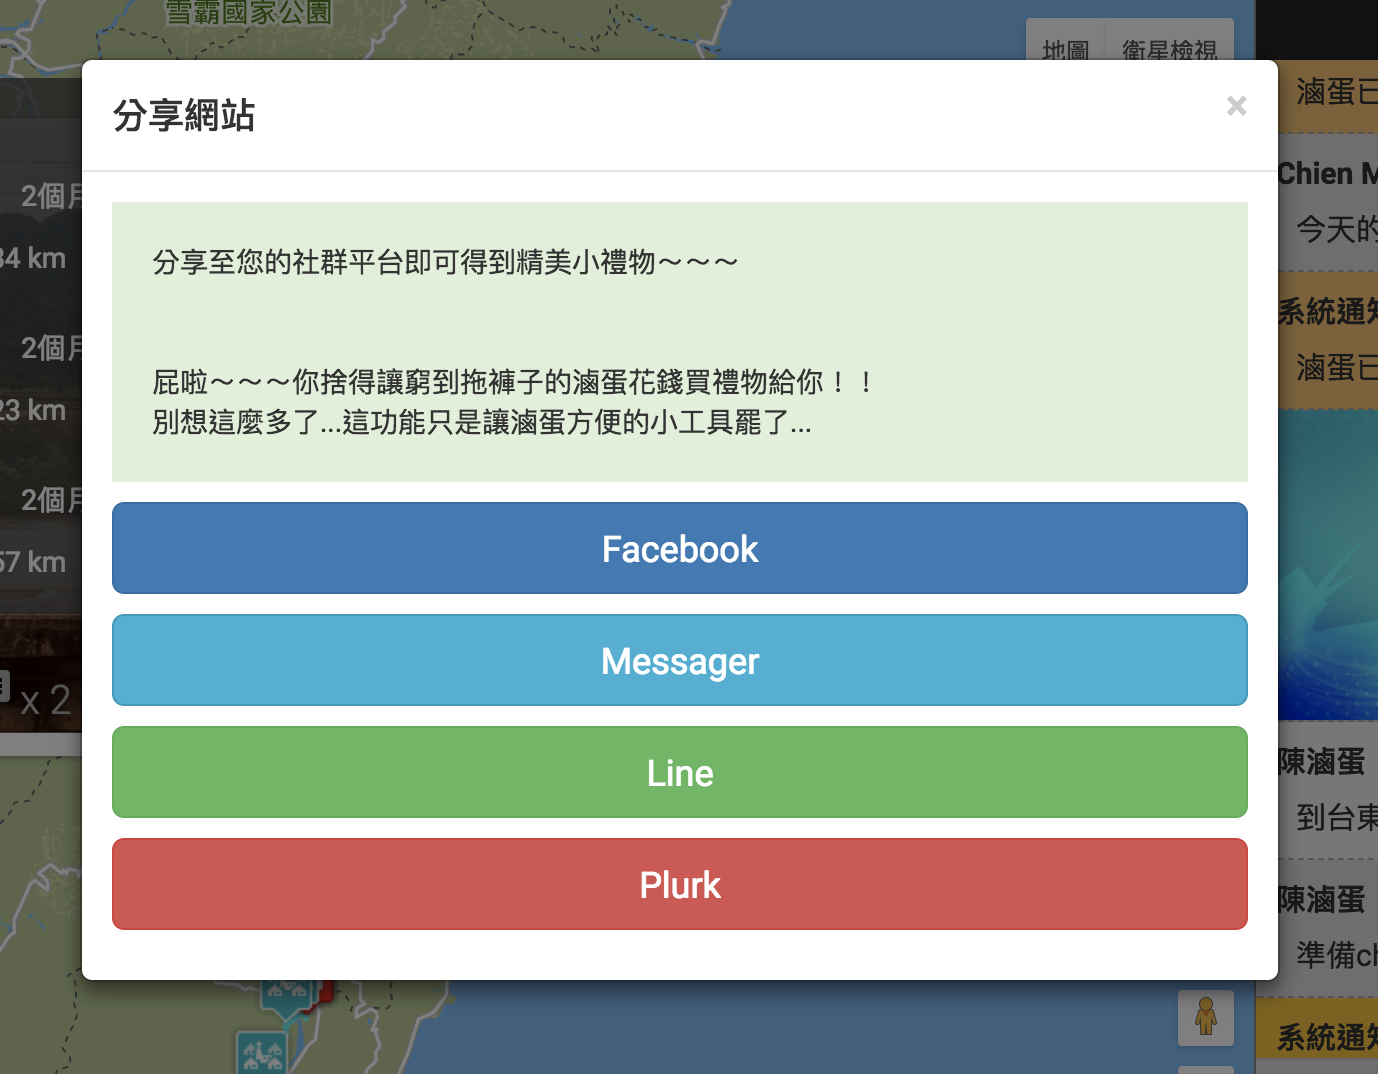 雪霸國家公園
地圖 衛星檢視
分享網站
×
分享至您的社群平台即可得到精美小禮物～～～
屁啦～～～你捨得讓窮到拖褲子的滷蛋花錢買禮物給你！！
別想這麼多了...這功能只是讓滷蛋方便的小工具罷了...
Facebook
Messager
Line
Plurk
2個月
34 km
2個月
23 km
2個月
57 km
x 2
滷蛋已
Chien M
今天的
系統通知
滷蛋已
陳滷蛋
到台東
陳滷蛋
準備ch
系統通知